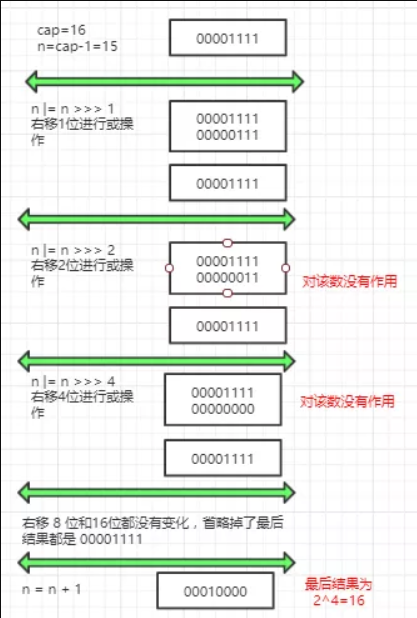 cap=16
n=cap-1=15
00001111
n |= n >>> 1
右移1位进行或操
作
00001111
00000111
00001111
n |= n >>> 2
右移2位进行或操
作
00001111
00000011
对该数没有作用
00001111
n |= n >>> 4
右移4位进行或操
作
00001111
00000000
对该数没有作用
00001111
右移 8 位和16位都没有变化，省略掉了最后
结果都是 00001111
n = n + 1
00010000
最后结果为
2^4=16